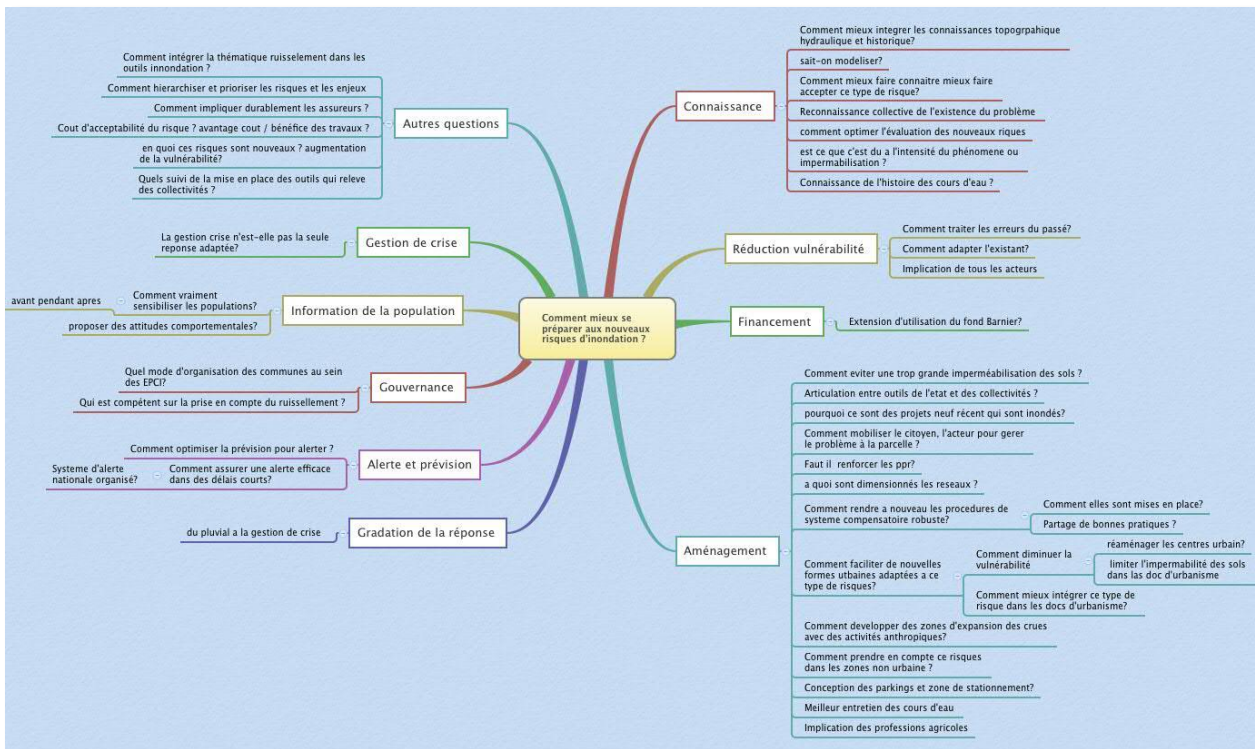 Comment mieux se
préparer aux nouveaux
risques d'inondation ?
Connaissance
Comment mieux integrer les connaissances topogrpahique
hydraulique et historique?
sait-on modeliser?
Comment mieux faire connaitre mieux faire
accepter ce type de risque?
Reconnaissance collective de l'existence du problème
comment optimer l'évaluation des nouveaux riques
est ce que c'est du a l'intensité du phénomene ou
impermabilisation ?
Connaissance de l'histoire des cours d'eau ?
Réduction vulnérabilité
Comment traiter les erreurs du passé?
Comment adapter l'existant?
Implication de tous les acteurs
Financement
Extension d'utilisation du fond Barnier?
Aménagement
Comment eviter une trop grande imperméabilisation des sols ?
Articulation entre outils de l'etat et des collectivités ?
pourquoi ce sont des projets neuf récent qui sont inondés?
Comment mobiliser le citoyen, l'acteur pour gerer
le problème à la parcelle ?
Faut il renforcer les ppr?
a quoi sont dimensionnés les reseaux ?
Comment rendre a nouveau les procedures de
systeme compensatoire robuste?
Comment elles sont mises en place?
Partage de bonnes pratiques ?
Comment faciliter de nouvelles
formes utbaines adaptées a ce
type de risques?
Comment diminuer la
vulnérabilité
réaménager les centres urbain?
limiter l'impermabilité des sols
dans las doc d'urbanisme
Comment mieux intégrer ce type de
risque dans les docs d'urbanisme?
Comment developper des zones d'expansion des crues
avec des activités anthropiques?
Comment prendre en compte ce risques
dans les zones non urbaine ?
Conception des parkings et zone de stationnement?
Meilleur entretien des cours d'eau
Implication des professions agricoles
Autres questions
Comment intégrer la thématique ruisselement dans les
outils innondation ?
Comment hierarchiser et prioriser les risques et les enjeux
Comment impliquer durablement les assureurs ?
Cout d'acceptabilité du risque ? avantage cout / bénéfice des travaux ?
en quoi ces risques sont nouveaux ? augmentation
de la vulnérabilité?
Quels suivi de la mise en place des outils qui releve
des collectivités ?
Gestion de crise
La gestion crise n'est-elle pas la seule
reponse adaptée?
Information de la population
Comment vraiment
sensibiliser les populations?
avant pendant apres
proposer des attitudes comportementales?
Gouvernance
Quel mode d'organisation des communes au sein
des EPCI?
Qui est compétent sur la prise en compte du ruissellement ?
Alerte et prévision
Comment optimiser la prévision pour alerter ?
Comment assurer une alerte efficace
dans des délais courts?
Systeme d'alerte
nationale organisé?
Gradation de la réponse
du pluvial a la gestion de crise